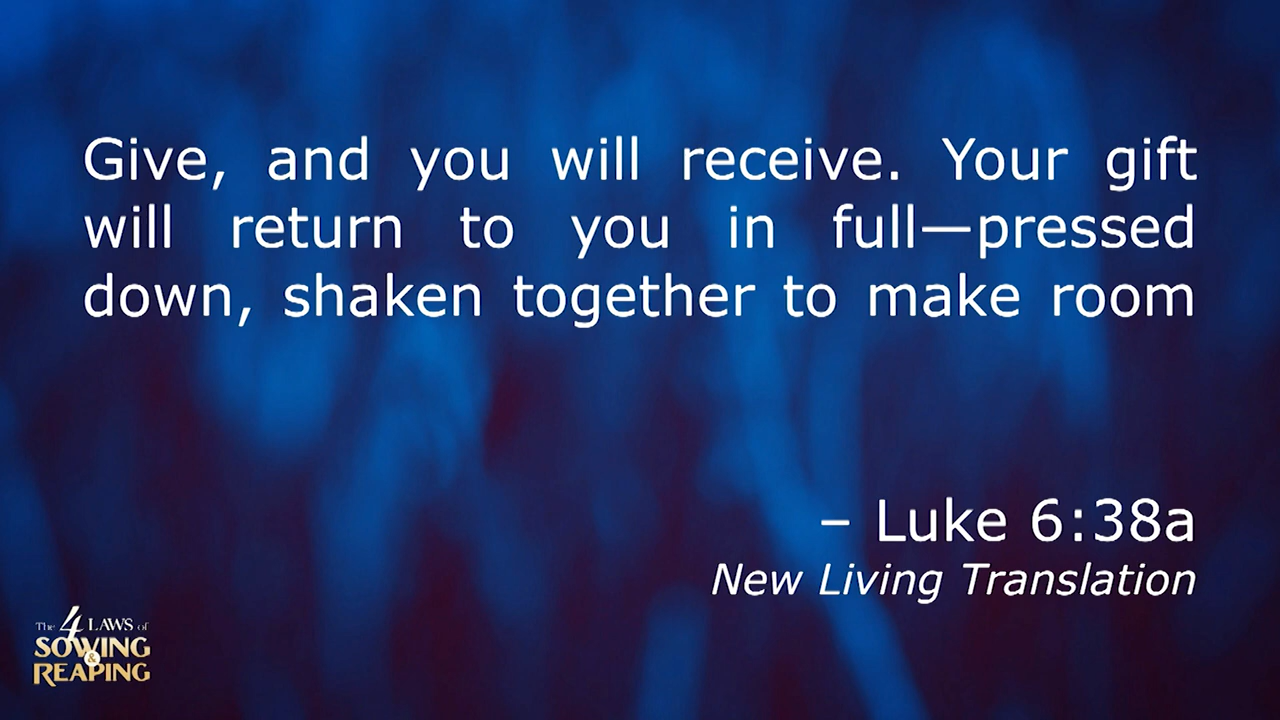 Give, and you will receive. Your gift
will return to you in full—pressed
down, shaken together to make room
– Luke 6:38a
New Living Translation
The 4 LAWS of
SOWING
&
REAPING